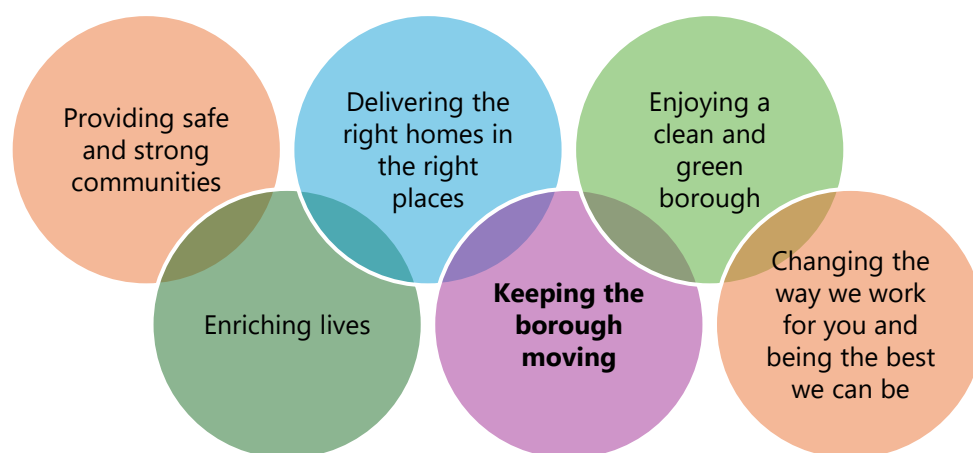 Providing safe
and strong
communities
Enriching lives
Delivering the
right homes in
the right
places
Keeping the
borough
moving
Enjoying a
clean and
green
borough
Changing the
way we work
for you and
being the best
we can be